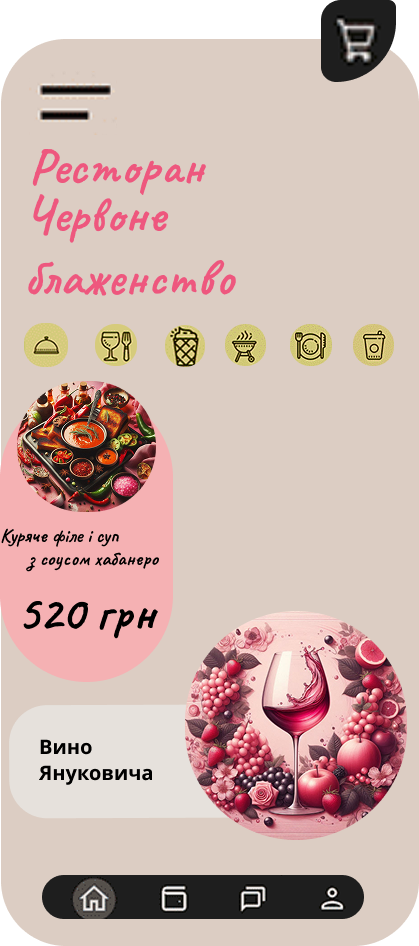 Ресторан
Червоне
блаженство
Куряче філе і суп
з соусом хабанеро
520 грн
Вино
Януковича